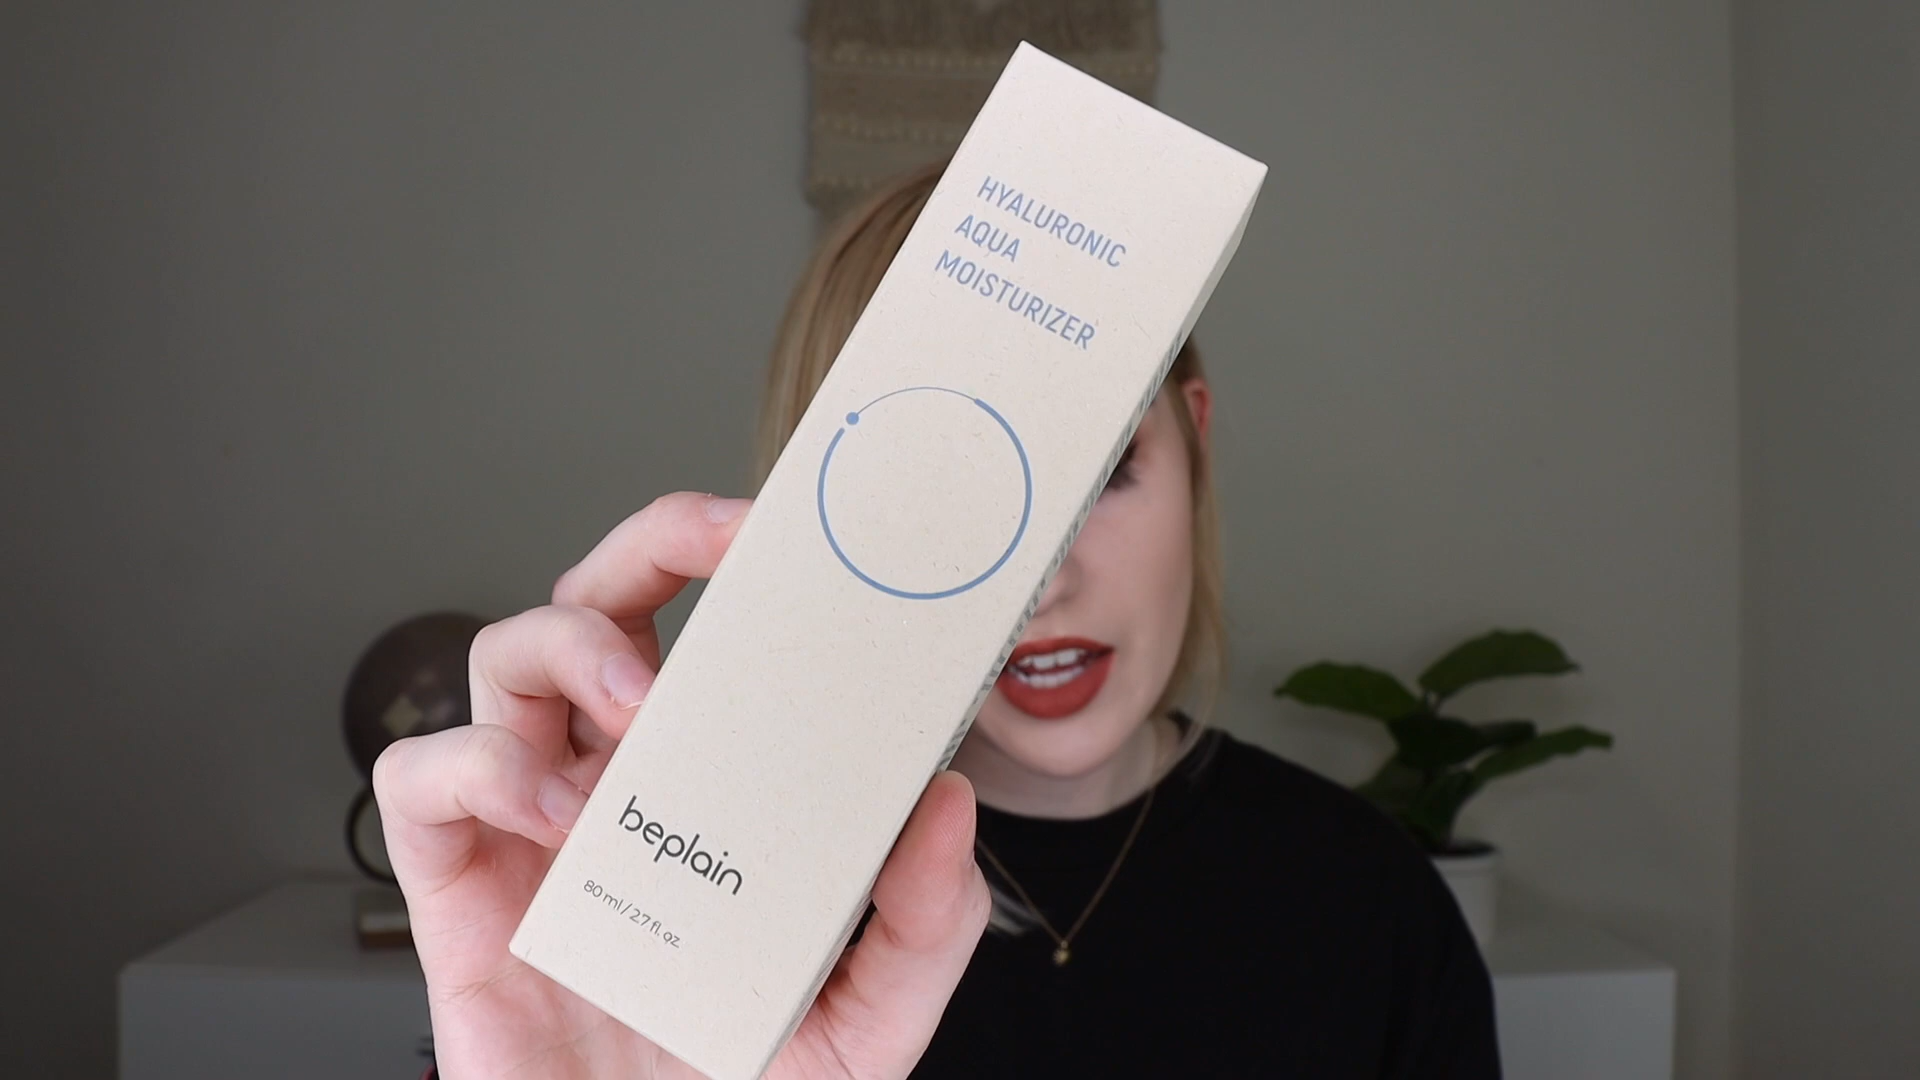 HYALURONIC
AQUA
MOISTURIZER
beplain
80 ml / 2.7 fl. oz